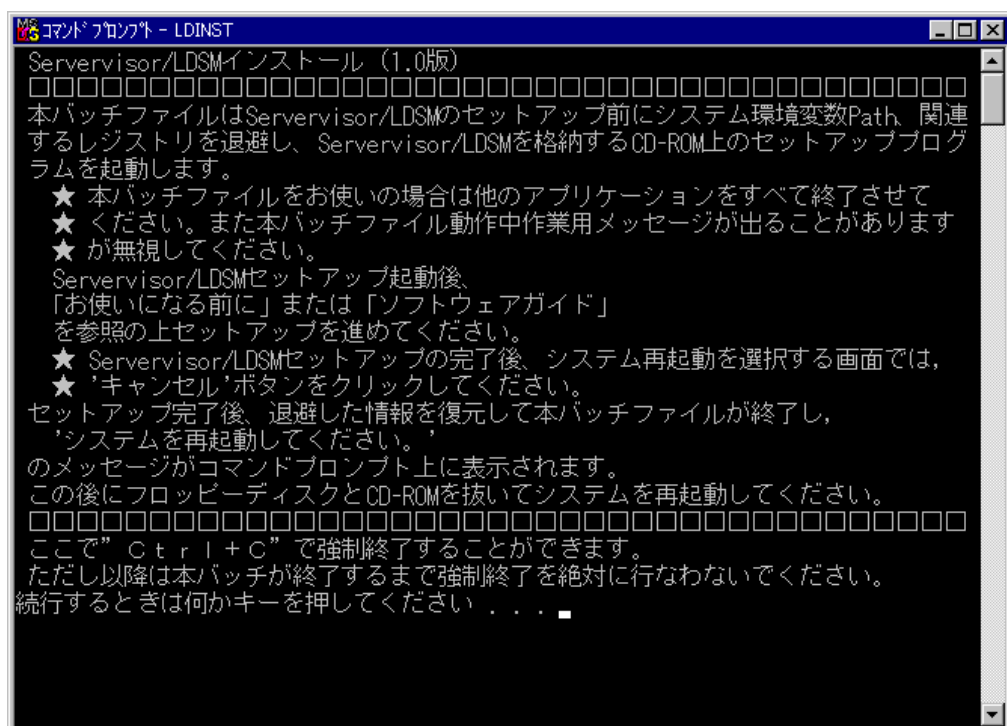 コマンド プロンプト - LDINST
Servervisor/LDSMインストール (1.0版)
□□□□□□□□□□□□□□□□□□□□□□□□□□□□□□□□□□□□□□□
本バッチファイルはServervisor/LDSMのセットアップ前にシステム環境変数Path、関連
するレジストリを退避し、Servervisor/LDSMを格納するCD-ROM上のセットアッププログ
ラムを起動します。
★ 本バッチファイルをお使いの場合は他のアプリケーションをすべて終了させて
★ ください。また本バッチファイル動作中作業用メッセージが出ることがあります
★ が無視してください。
Servervisor/LDSMセットアップ起動後、
「お使いになる前に」または「ソフトウェアガイド」
を参照の上セットアップを進めてください。
★ Servervisor/LDSMセットアップの完了後、システム再起動を選択する画面では,
★ 'キャンセル'ボタンをクリックしてください。
セットアップ完了後、退避した情報を復元して本バッチファイルが終了し,
'システムを再起動してください。'
のメッセージがコマンドプロンプト上に表示されます。
この後にフロッピーディスクとCD-ROMを抜いてシステムを再起動してください。
□□□□□□□□□□□□□□□□□□□□□□□□□□□□□□□□□□□□□□□
ここで”Ctrl+C”で強制終了することができます。
ただし以降は本バッチが終了するまで強制終了を絶対に行なわないでください。
続行するときは何かキーを押してください . . .